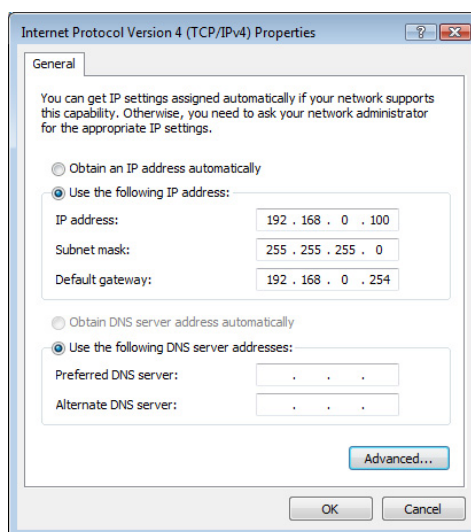 Internet Protocol Version 4 (TCP/IPv4) Properties
General
You can get IP settings assigned automatically if your network supports
this capability. Otherwise, you need to ask your network administrator
for the appropriate IP settings.
Obtain an IP address automatically
Use the following IP address:
IP address: 192 . 168 . 0 . 100
Subnet mask: 255 . 255 . 255 . 0
Default gateway: 192 . 168 . 0 . 254
Obtain DNS server address automatically
Use the following DNS server addresses:
Preferred DNS server: . . .
Alternate DNS server: . . .
Advanced...
OK Cancel